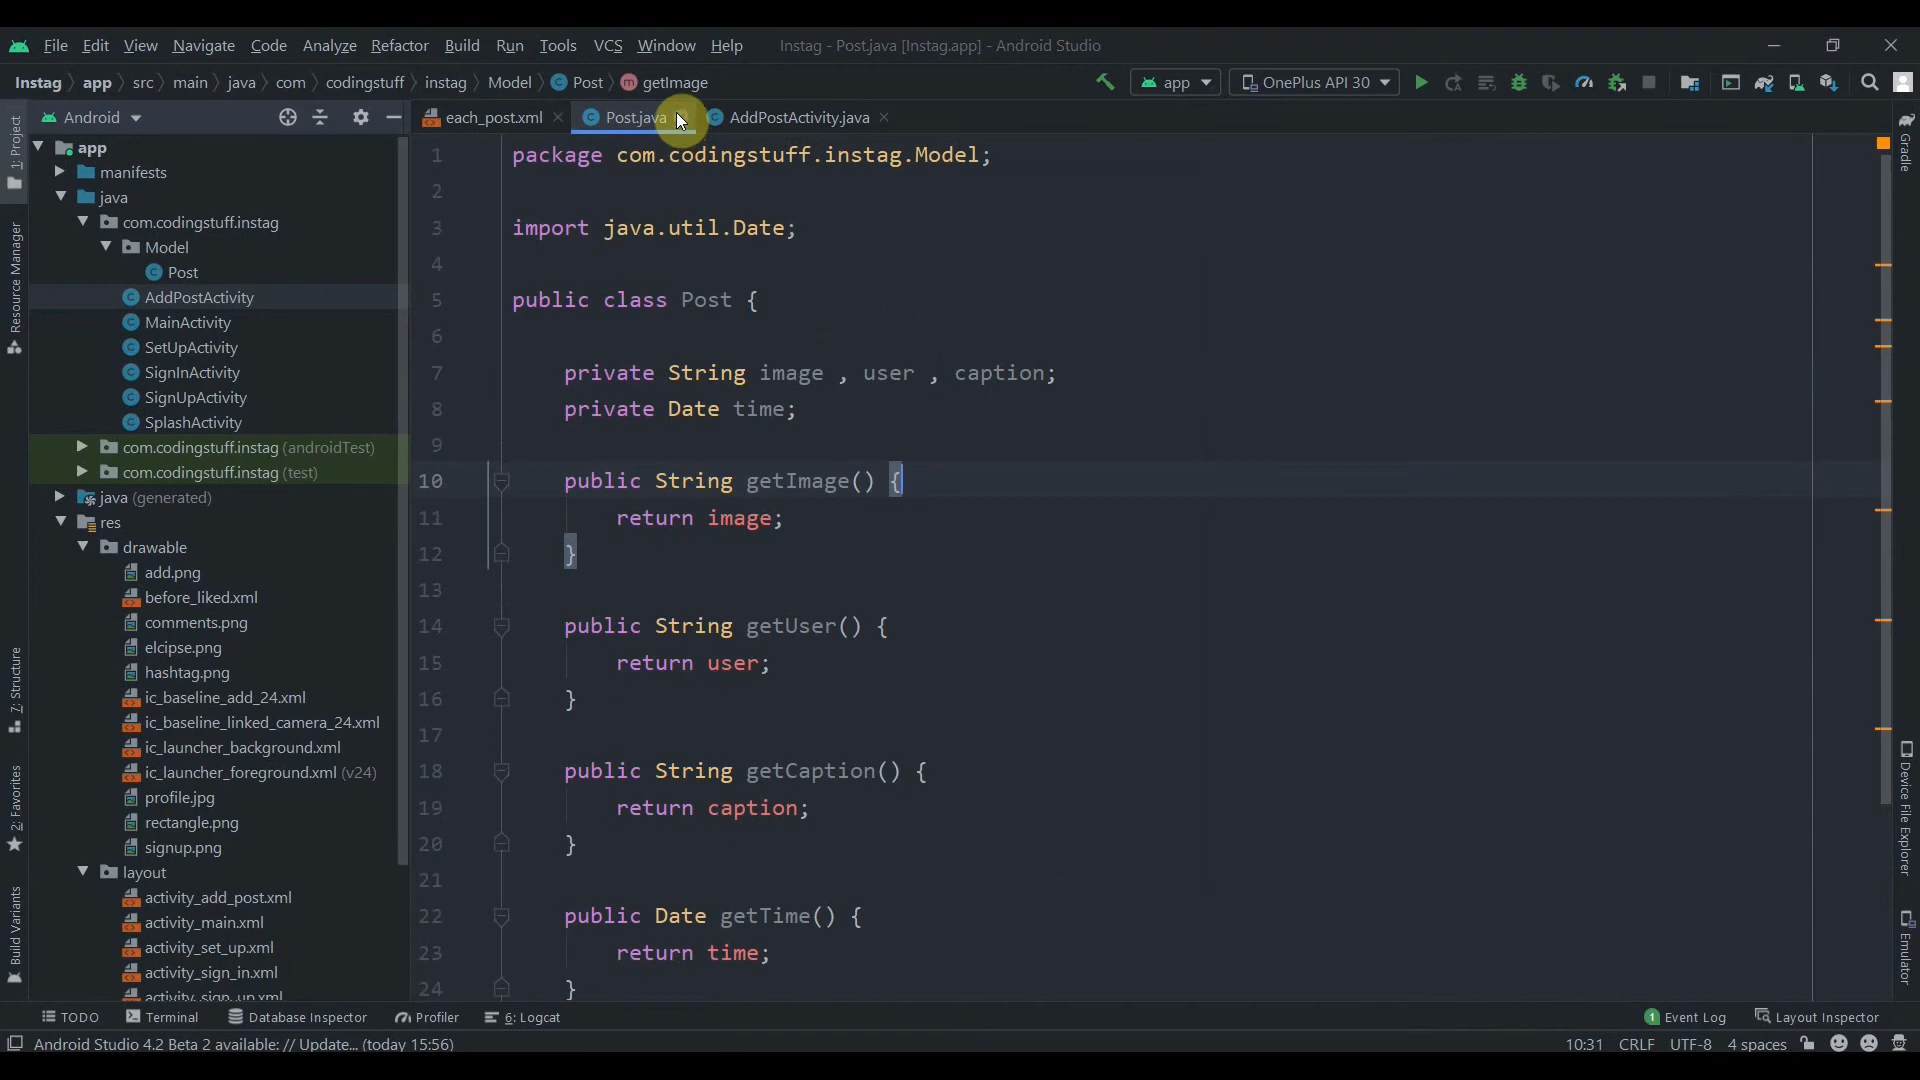 File Edit View Navigate Code Analyze Refactor Build Run Tools VCS Window Help Instag - Post.java [Instag.app] - Android Studio
Instag app src main java com codingstuff instag Model Post getImage app OnePlus API 30
Android each_post.xml Post.java AddPostActivity.java
1: Project
Resource Manager
7: Structure
2: Favorites
Build Variants
app
manifests
java
com.codingstuff.instag
Model
Post
AddPostActivity
MainActivity
SetUpActivity
SignInActivity
SignUpActivity
SplashActivity
com.codingstuff.instag (androidTest)
com.codingstuff.instag (test)
java (generated)
res
drawable
add.png
before_liked.xml
comments.png
elcipse.png
hashtag.png
ic_baseline_add_24.xml
ic_baseline_linked_camera_24.xml
ic_launcher_background.xml
ic_launcher_foreground.xml (v24)
profile.jpg
rectangle.png
signup.png
layout
activity_add_post.xml
activity_main.xml
activity_set_up.xml
activity_sign_in.xml
activity_sign_up.xml
1 package com.codingstuff.instag.Model;
2
3 import java.util.Date;
4
5 public class Post {
6
7 private String image , user , caption;
8 private Date time;
9
10 public String getImage() {
11 return image;
12 }
13
14 public String getUser() {
15 return user;
16 }
17
18 public String getCaption() {
19 return caption;
20 }
21
22 public Date getTime() {
23 return time;
24 }
Gradle
Device File Explorer
Emulator
TODO Terminal Database Inspector Profiler 6: Logcat 1 Event Log Layout Inspector
Android Studio 4.2 Beta 2 available: // Update... (today 15:56) 10:31 CRLF UTF-8 4 spaces